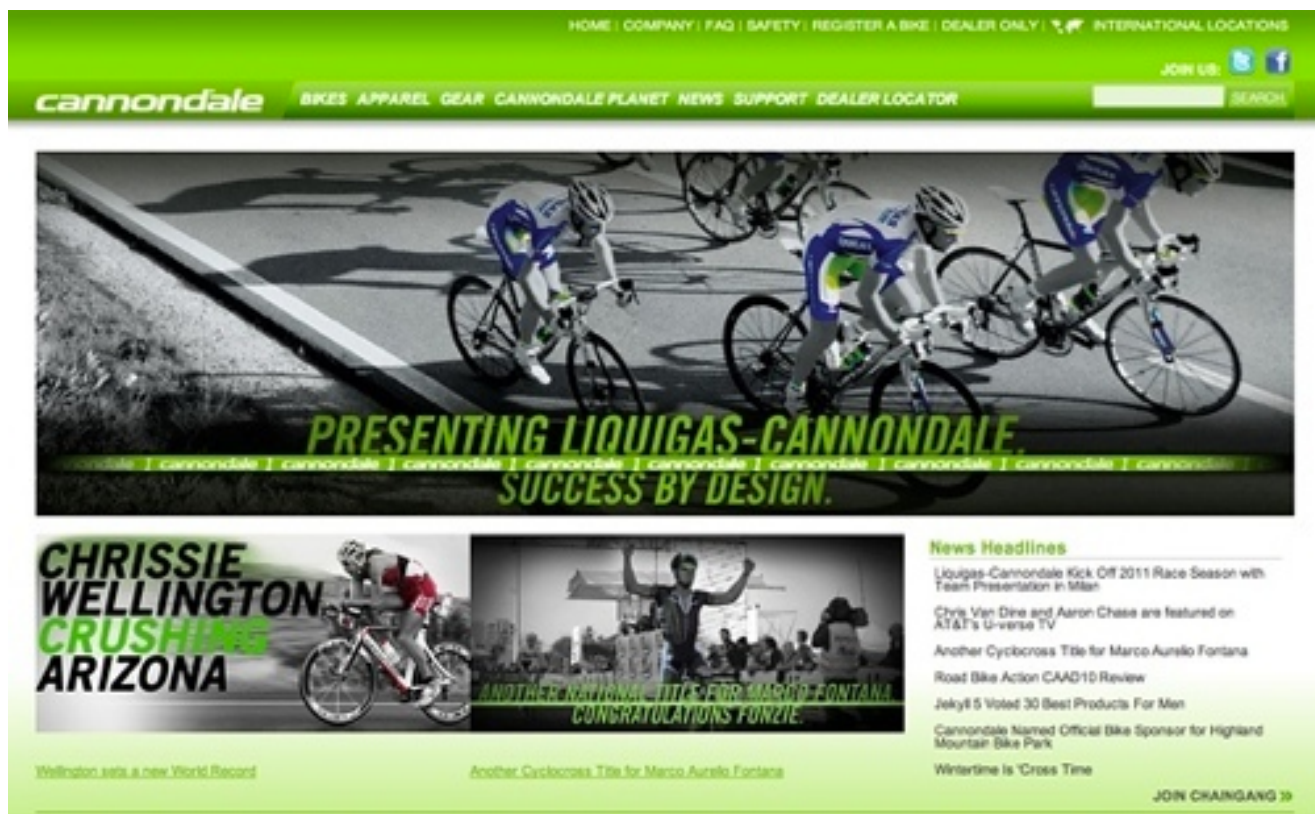 HOME | COMPANY | FAQ | SAFETY | REGISTER A BIKE | DEALER ONLY | INTERNATIONAL LOCATIONS
JOIN US:
cannondale
BIKES APPAREL GEAR CANNONDALE PLANET NEWS SUPPORT DEALER LOCATOR
SEARCH
PRESENTING LIQUIGAS-CANNONDALE.
cannondale ] cannondale ] cannondale ] cannondale ] cannondale ] cannondale ] cannondale ] cannondale ] cannondale
SUCCESS BY DESIGN.
CHRISSIE
WELLINGTON
CRUSHING
ARIZONA
ANOTHER NATIONAL TITLE FOR MARCO FONTANA
CONGRATULATIONS FONZIE.
Wellington sets a new World Record
Another Cyclocross Title for Marco Aurelio Fontana
News Headlines
Liquigas-Cannondale Kick Off 2011 Race Season with
Team Presentation in Milan
Chris Van Dine and Aaron Chase are featured on
AT&T's U-verse TV
Another Cyclocross Title for Marco Aurelio Fontana
Road Bike Action CAAD10 Review
Jekyll 5 Voted 30 Best Products For Men
Cannondale Named Official Bike Sponsor for Highland
Mountain Bike Park
Wintertime Is 'Cross Time
JOIN CHAINGANG »